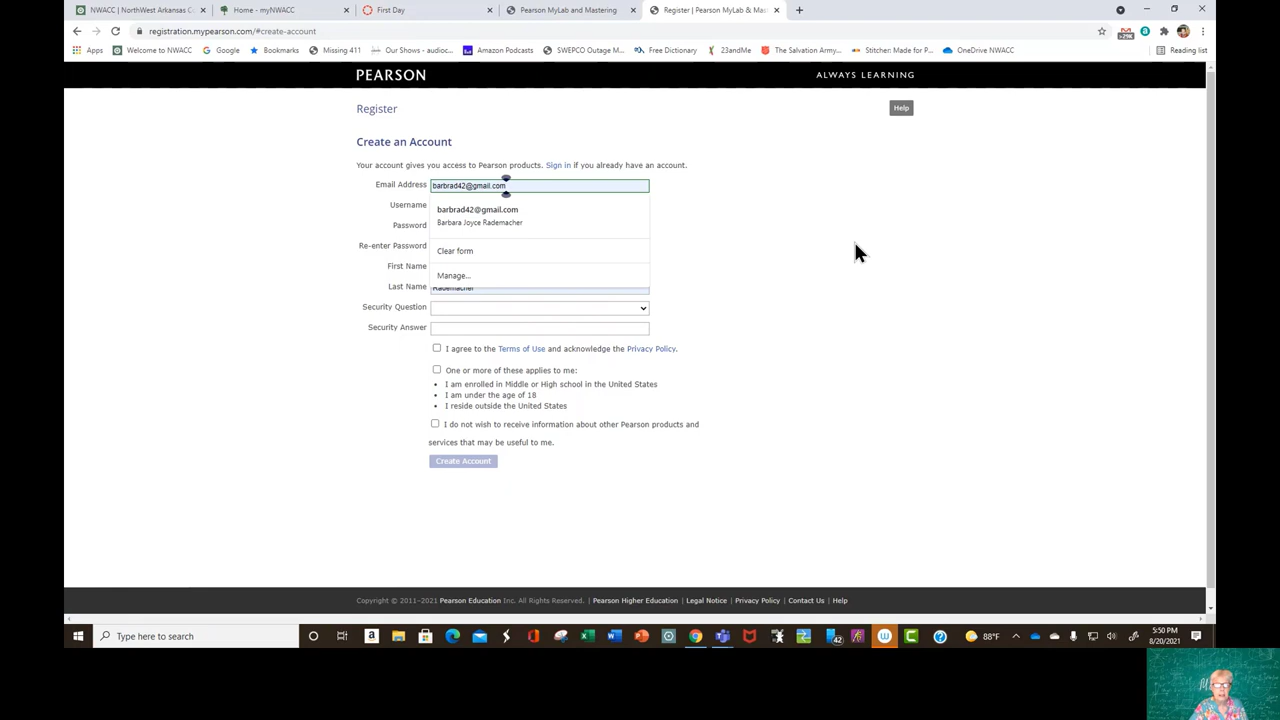 NWACC | NorthWest Arkansas C
Home - myNWACC
First Day
Pearson MyLab and Mastering
Register | Pearson MyLab & Mas
registration.mypearson.com/#create-account
Apps
Welcome to NWACC
Google
Bookmarks
Missing 411
Our Shows - audioc...
Amazon Podcasts
SWEPCO Outage M...
Free Dictionary
23andMe
The Salvation Army...
Stitcher: Made for P...
OneDrive NWACC
Reading list
PEARSON
ALWAYS LEARNING
Register
Help
Create an Account
Your account gives you access to Pearson products. Sign in if you already have an account.
Email Address
barbrad42@gmail.com
Username
barbrad42@gmail.com
Barbara Joyce Rademacher
Password
Re-enter Password
Clear form
First Name
Manage...
Last Name
Rademacher
Security Question
Security Answer
I agree to the Terms of Use and acknowledge the Privacy Policy.
One or more of these applies to me:
• I am enrolled in Middle or High school in the United States
• I am under the age of 18
• I reside outside the United States
I do not wish to receive information about other Pearson products and
services that may be useful to me.
Create Account
Copyright © 2011–2021 Pearson Education Inc. All Rights Reserved. | Pearson Higher Education | Legal Notice | Privacy Policy | Contact Us | Help
Type here to search
42
88°F
5:50 PM
8/20/2021